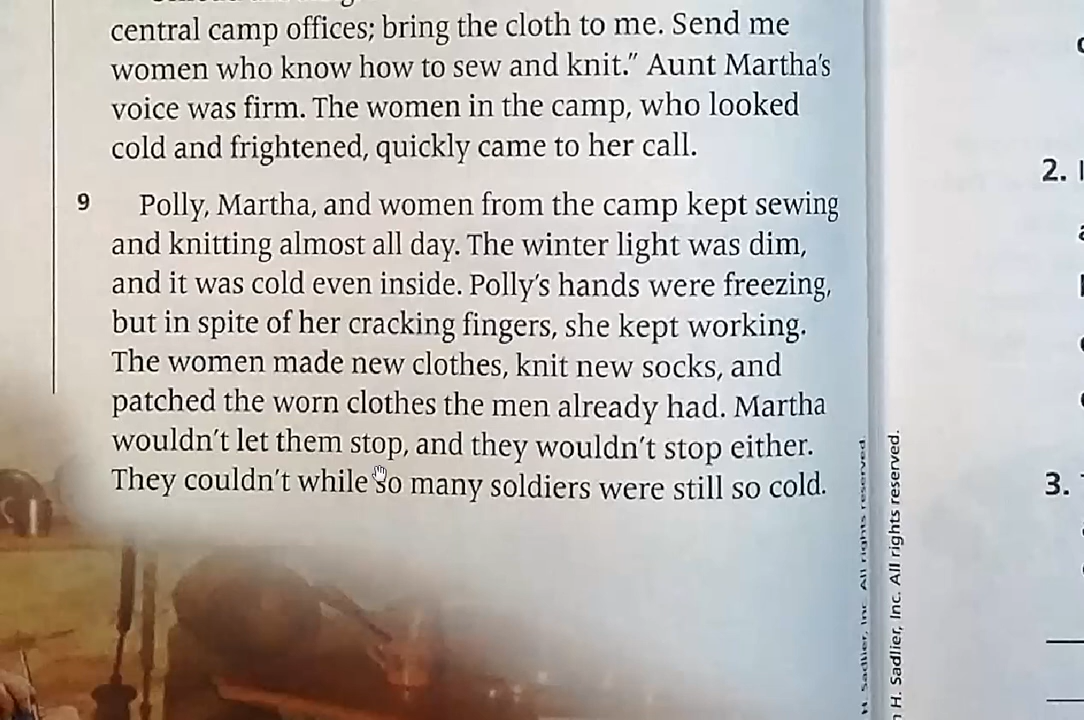 central camp offices; bring the cloth to me. Send me
women who know how to sew and knit.” Aunt Martha’s
voice was firm. The women in the camp, who looked
cold and frightened, quickly came to her call.
9 Polly, Martha, and women from the camp kept sewing
and knitting almost all day. The winter light was dim,
and it was cold even inside. Polly’s hands were freezing,
but in spite of her cracking fingers, she kept working.
The women made new clothes, knit new socks, and
patched the worn clothes the men already had. Martha
wouldn’t let them stop, and they wouldn’t stop either.
They couldn’t while so many soldiers were still so cold.
H. Sadlier, Inc. All rights reserved.
H. Sadlier, Inc. All rights reserved.
2.
3.